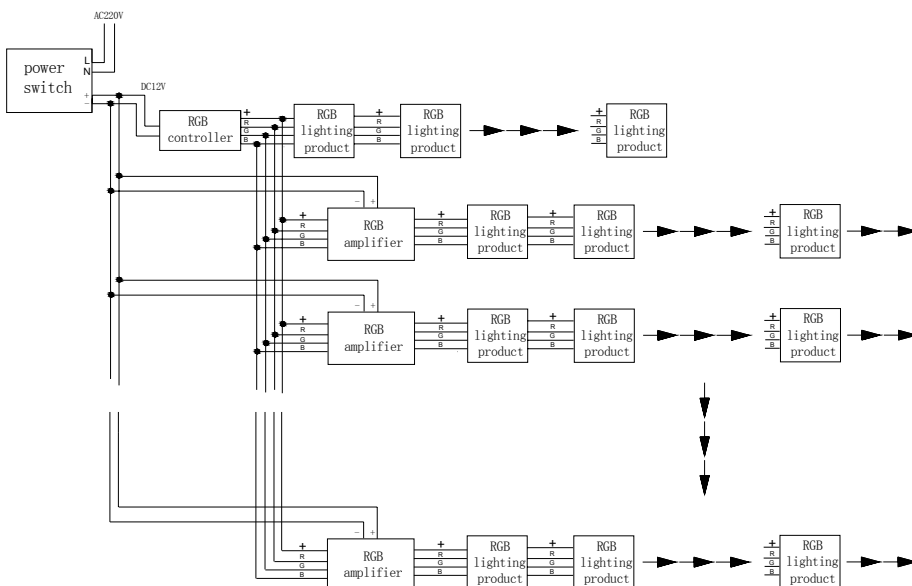 AC220V
L
N
power
switch
+
−
DC12V
RGB
controller
+
R
G
B
RGB
lighting
product
+
R
G
B
RGB
lighting
product
+
R
G
B
RGB
lighting
product
− +
+
R
G
B
RGB
amplifier
+
R
G
B
RGB
lighting
product
+
R
G
B
RGB
lighting
product
+
R
G
B
RGB
lighting
product
− +
+
R
G
B
RGB
amplifier
+
R
G
B
RGB
lighting
product
+
R
G
B
RGB
lighting
product
+
R
G
B
RGB
lighting
product
− +
+
R
G
B
RGB
amplifier
+
R
G
B
RGB
lighting
product
+
R
G
B
RGB
lighting
product
+
R
G
B
RGB
lighting
product